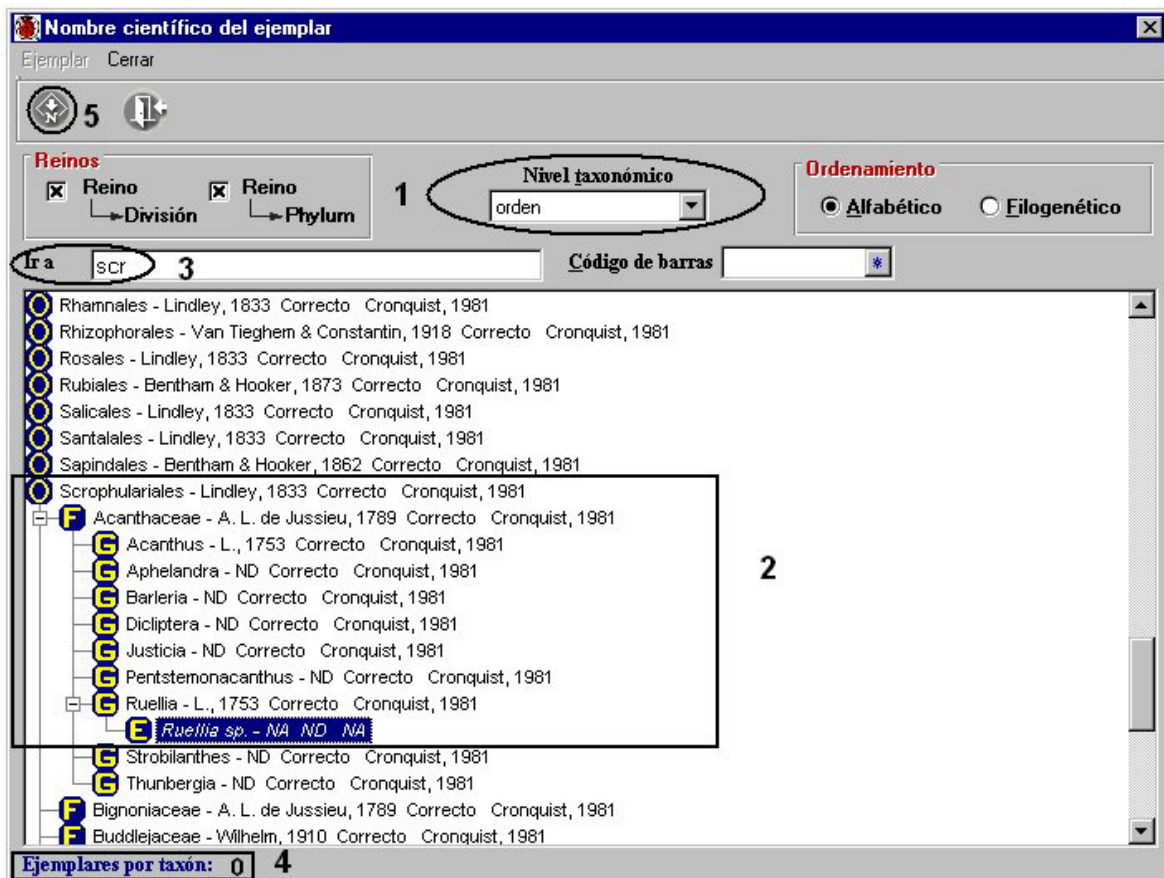 Nombre científico del ejemplar
Ejemplar Cerrar
N 5
Reinos
Reino Reino
División Phylum
1
Nivel taxonómico
orden
Ordenamiento
Alfabético Filogenético
Ir a scr 3 Código de barras *
Rhamnales - Lindley, 1833 Correcto Cronquist, 1981
Rhizophorales - Van Tieghem & Constantin, 1918 Correcto Cronquist, 1981
Rosales - Lindley, 1833 Correcto Cronquist, 1981
Rubiales - Bentham & Hooker, 1873 Correcto Cronquist, 1981
Salicales - Lindley, 1833 Correcto Cronquist, 1981
Santalales - Lindley, 1833 Correcto Cronquist, 1981
Sapindales - Bentham & Hooker, 1862 Correcto Cronquist, 1981
Scrophulariales - Lindley, 1833 Correcto Cronquist, 1981
F Acanthaceae - A. L. de Jussieu, 1789 Correcto Cronquist, 1981
G Acanthus - L., 1753 Correcto Cronquist, 1981
G Aphelandra - ND Correcto Cronquist, 1981
2
G Barleria - ND Correcto Cronquist, 1981
G Dicliptera - ND Correcto Cronquist, 1981
G Justicia - ND Correcto Cronquist, 1981
G Pentstemonacanthus - ND Correcto Cronquist, 1981
G Ruellia - L., 1753 Correcto Cronquist, 1981
E Ruellia sp. - NA ND NA
G Strobilanthes - ND Correcto Cronquist, 1981
G Thunbergia - ND Correcto Cronquist, 1981
F Bignoniaceae - A. L. de Jussieu, 1789 Correcto Cronquist, 1981
F Buddlejaceae - Wilhelm, 1910 Correcto Cronquist, 1981
Ejemplares por taxón: 0 4